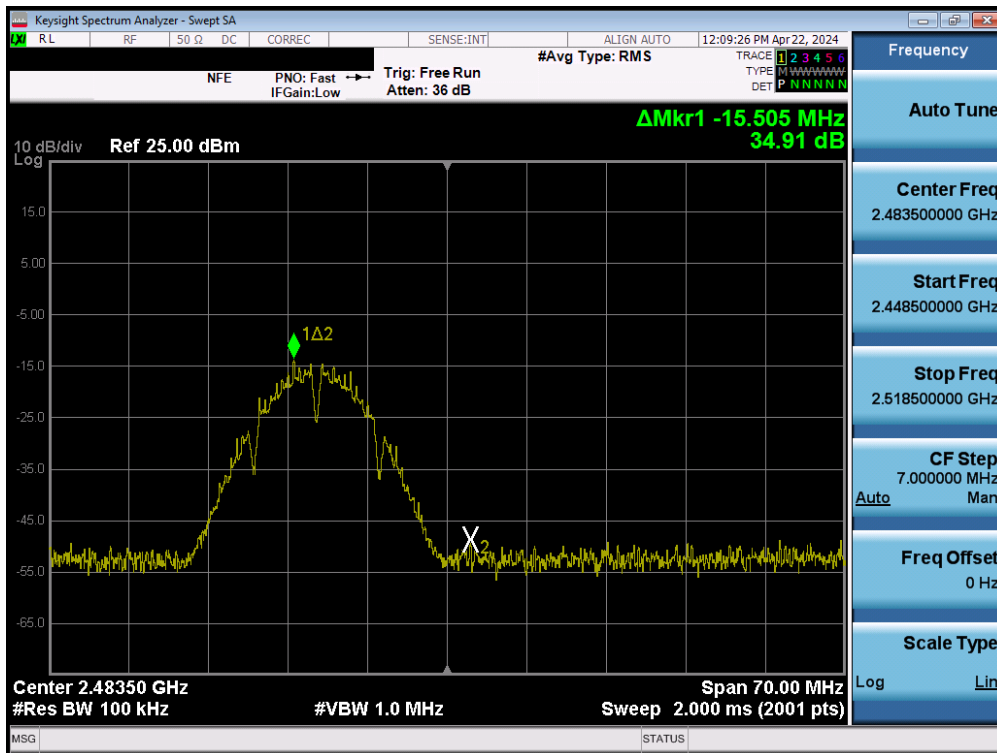 Keysight Spectrum Analyzer - Swept SA
LXI RL RF 50 Ω DC CORREC SENSE:INT ALIGN AUTO 12:09:26 PM Apr 22, 2024
#Avg Type: RMS
TRACE 1 2 3 4 5 6
TYPE M WWWWW
DET P N N N N N
NFE
PNO: Fast
IFGain:Low
Trig: Free Run
Atten: 36 dB
ΔMkr1 -15.505 MHz
34.91 dB
10 dB/div Ref 25.00 dBm
Log
15.0
5.00
-5.00
-15.0
-25.0
-35.0
-45.0
-55.0
-65.0
1Δ2
2
Center 2.48350 GHz
Span 70.00 MHz
#Res BW 100 kHz
#VBW 1.0 MHz
Sweep 2.000 ms (2001 pts)
MSG
STATUS
Frequency
Auto Tune
Center Freq
2.483500000 GHz
Start Freq
2.448500000 GHz
Stop Freq
2.518500000 GHz
CF Step
7.000000 MHz
Auto Man
Freq Offset
0 Hz
Scale Type
Log Lin